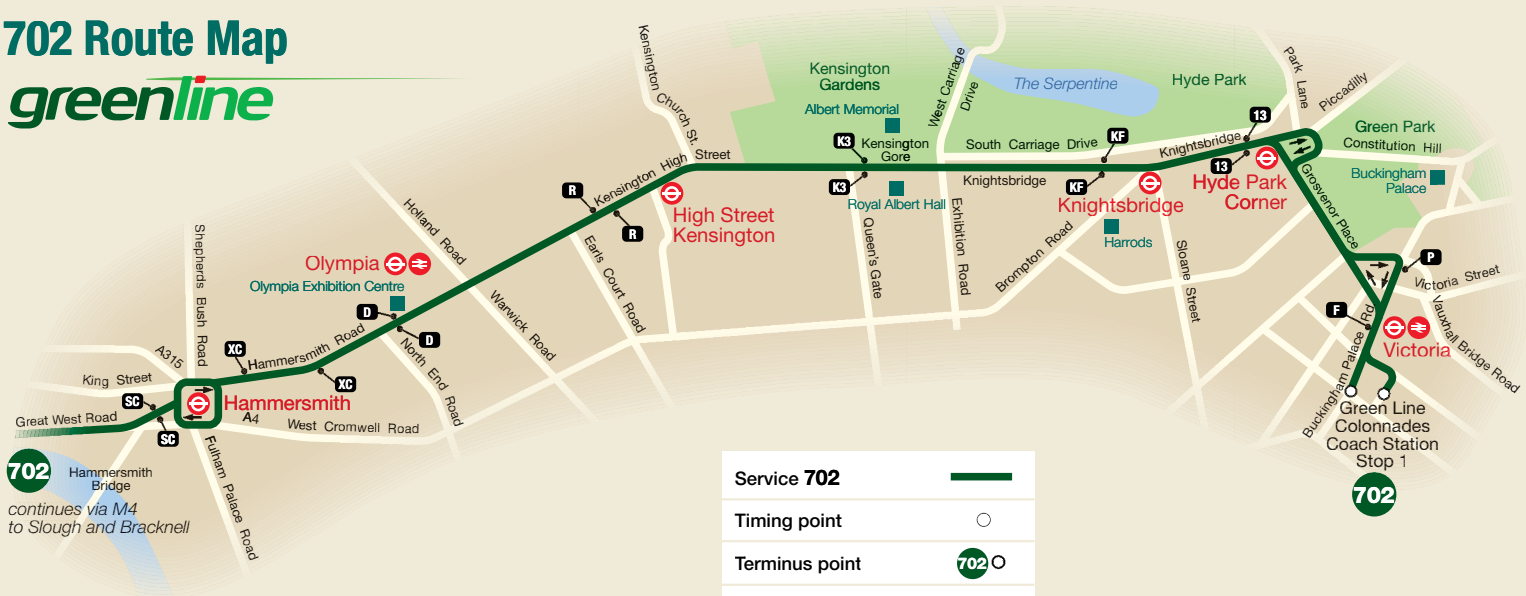 702 Route Map
greenline
Kensington Church St.
Kensington
Gardens
Albert Memorial
West Carriage
Drive
The Serpentine
Hyde Park
Park Lane
Piccadilly
13
Green Park
Constitution Hill
Buckingham
Palace
K3
Kensington
Gore
South Carriage Drive
KF
Knightsbridge
13
Hyde Park
Corner
Kensington High Street
R
R
High Street
Kensington
K3
Royal Albert Hall
Knightsbridge
KF
Knightsbridge
Harrods
Grosvenor Place
Holland Road
Shepherds Bush Road
Olympia
Olympia Exhibition Centre
D
D
Earls Court Road
Queen's Gate
Exhibition Road
Brompton Road
Sloane Street
P
Victoria Street
Vauxhall Bridge Road
F
Victoria
Buckingham Palace Rd
Warwick Road
North End Road
A315
XC
Hammersmith Road
XC
King Street
SC
Great West Road
SC
Hammersmith
A4
West Cromwell Road
Fulham Palace Road
Green Line
Colonnades
Coach Station
Stop 1
702
702
Hammersmith
Bridge
continues via M4
to Slough and Bracknell
Service 702
Timing point
Terminus point
702